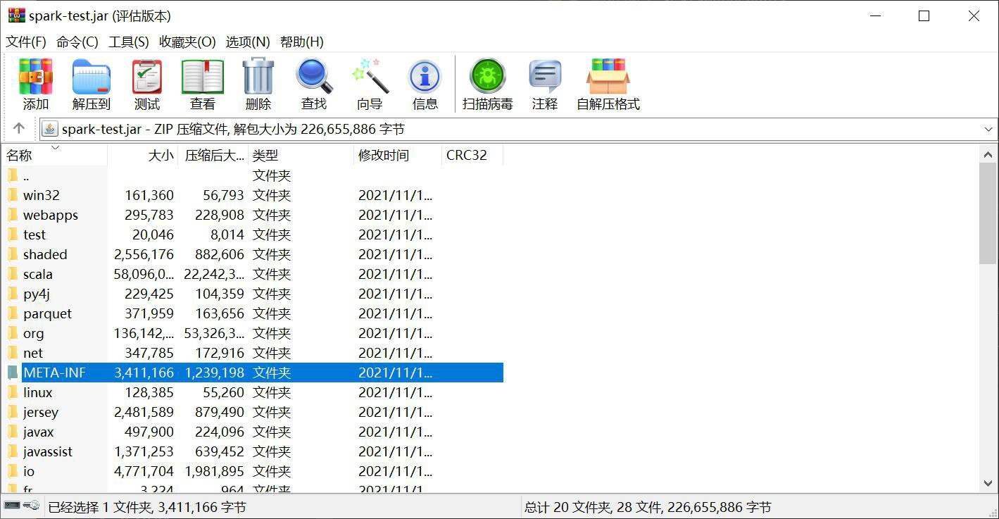 spark-test.jar (评估版本)
文件(F) 命令(C) 工具(S) 收藏夹(O) 选项(N) 帮助(H)
添加 解压到 测试 查看 删除 查找 向导 信息 扫描病毒 注释 自解压格式
spark-test.jar - ZIP 压缩文件, 解包大小为 226,655,886 字节
名称 大小 压缩后大... 类型 修改时间 CRC32
.. 文件夹
win32 161,360 56,793 文件夹 2021/11/1...
webapps 295,783 228,908 文件夹 2021/11/1...
test 20,046 8,014 文件夹 2021/11/1...
shaded 2,556,176 882,606 文件夹 2021/11/1...
scala 58,096,0... 22,242,3... 文件夹 2021/11/1...
py4j 229,425 104,359 文件夹 2021/11/1...
parquet 371,959 163,656 文件夹 2021/11/1...
org 136,142,... 53,326,3... 文件夹 2021/11/1...
net 347,785 172,916 文件夹 2021/11/1...
META-INF 3,411,166 1,239,198 文件夹 2021/11/1...
linux 128,385 55,260 文件夹 2021/11/1...
jersey 2,481,589 879,490 文件夹 2021/11/1...
javax 497,900 224,096 文件夹 2021/11/1...
javassist 1,371,253 639,452 文件夹 2021/11/1...
io 4,771,704 1,981,895 文件夹 2021/11/1...
fr 3,224 964 文件夹 2021/11/1...
已经选择 1 文件夹, 3,411,166 字节 总计 20 文件夹, 28 文件, 226,655,886 字节